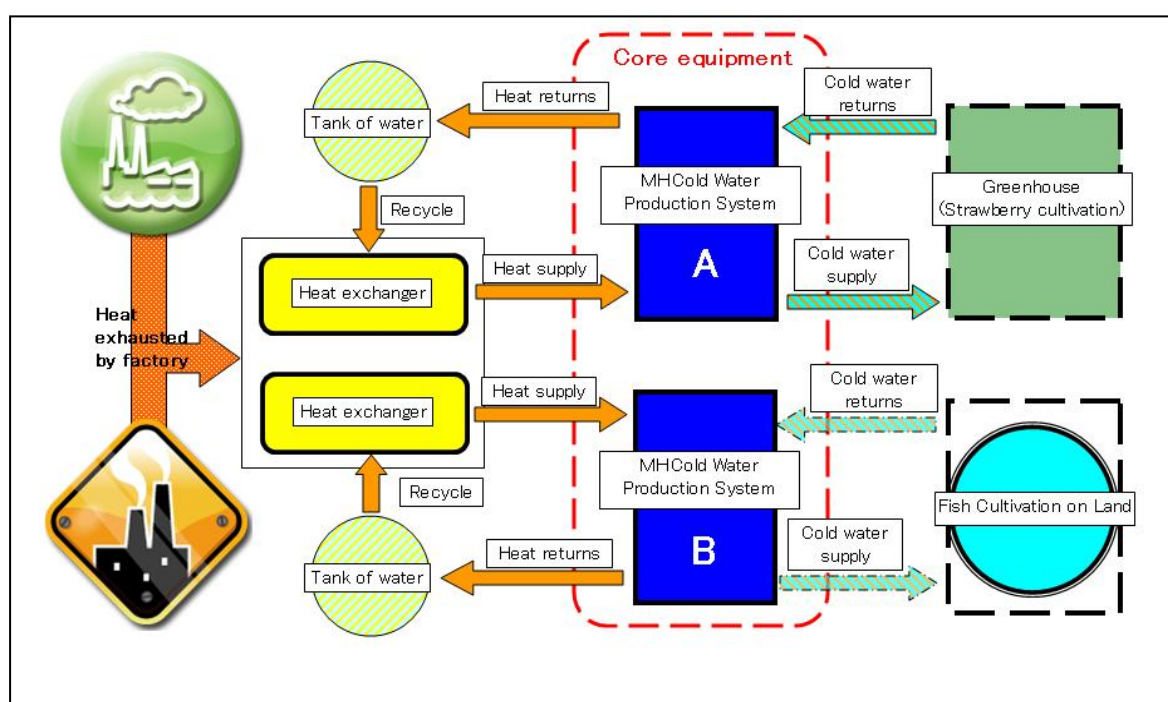 Core equipment
Heat returns
Cold water
returns
Tank of water
MHCold Water
Production System
A
Greenhouse
(Strawberry cultivation)
Recycle
Heat exchanger
Heat supply
Cold water
supply
Heat
exhausted
by factory
Heat exchanger
Heat supply
Cold water
returns
MHCold Water
Production System
B
Fish Cultivation on Land
Recycle
Tank of water
Heat returns
Cold water
supply